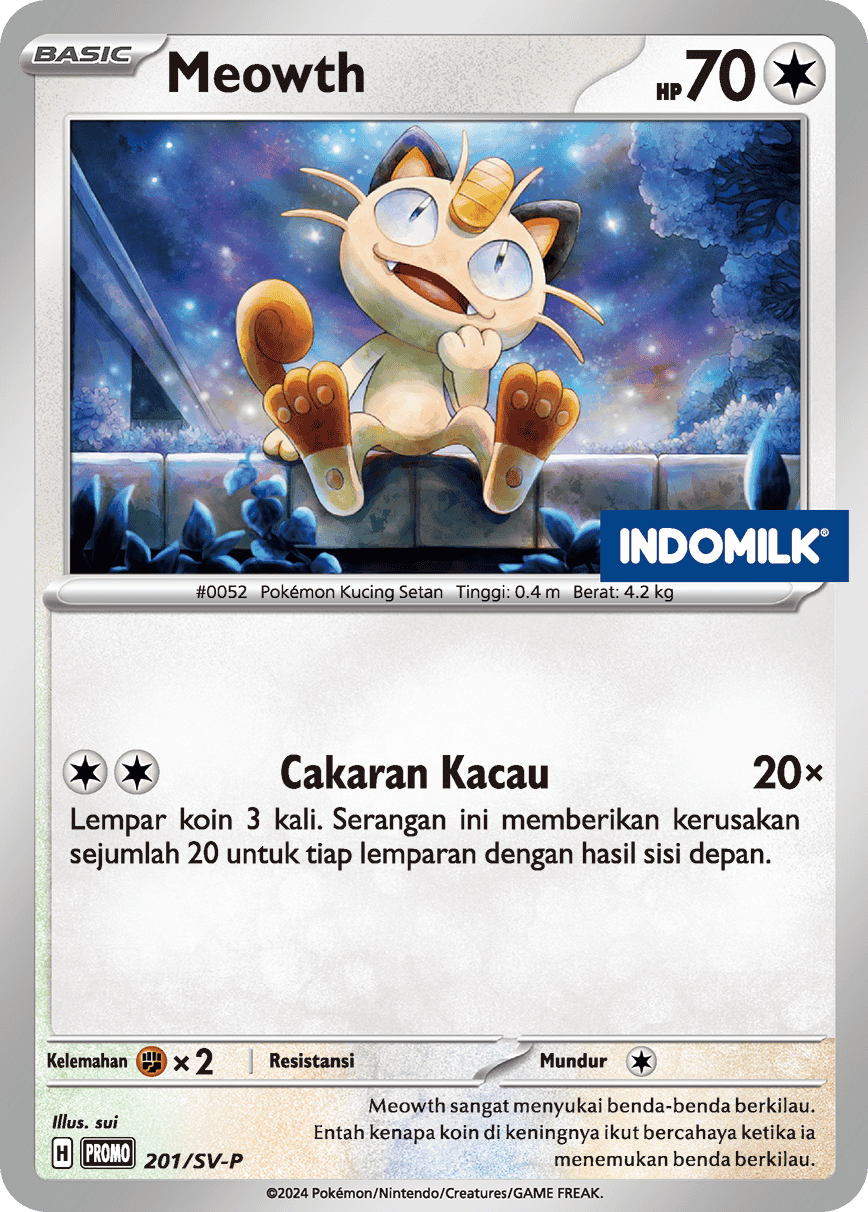 BASIC
Meowth
HP 70
INDOMILK®
#0052 Pokémon Kucing Setan Tinggi: 0.4 m Berat: 4.2 kg
Cakaran Kacau 20×
Lempar koin 3 kali. Serangan ini memberikan kerusakan
sejumlah 20 untuk tiap lemparan dengan hasil sisi depan.
Kelemahan ×2 Resistansi Mundur
Meowth sangat menyukai benda-benda berkilau.
Entah kenapa koin di keningnya ikut bercahaya ketika ia
menemukan benda berkilau.
Illus. sui
H PROMO 201/SV-P
©2024 Pokémon/Nintendo/Creatures/GAME FREAK.